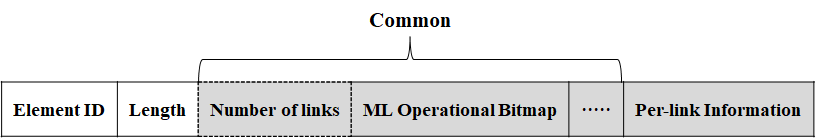 Common
Element ID Length Number of links ML Operational Bitmap ····· Per-link Information